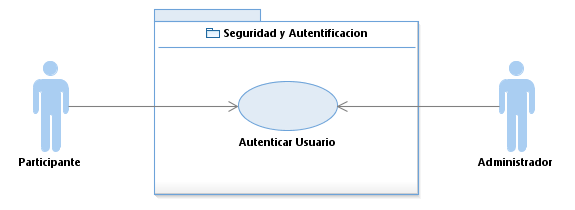 Seguridad y Autentificacion
Autenticar Usuario
Participante
Administrador